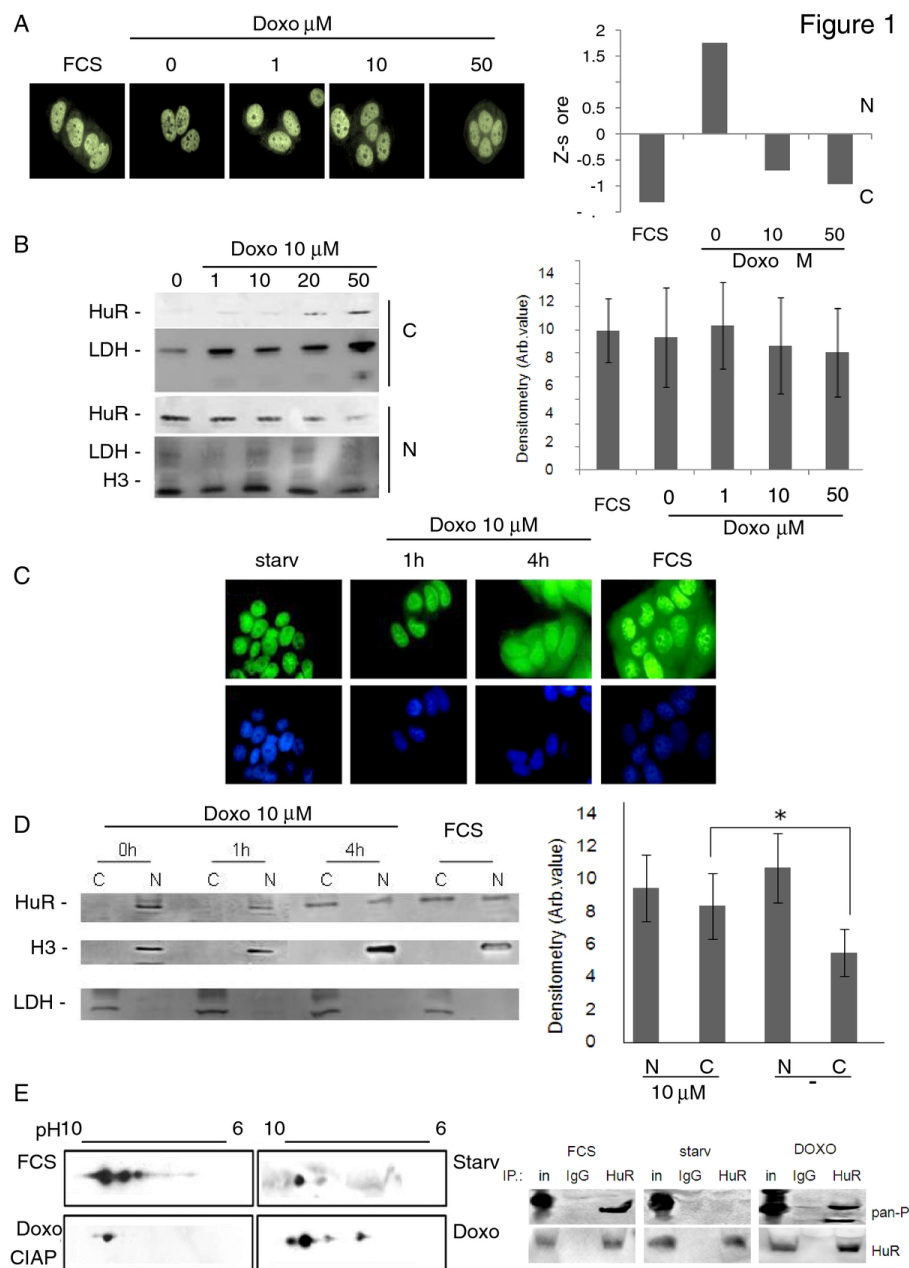 Figure 1
A
Doxo µM
FCS 0 1 10 50
2
1.5
1
0.5
0
-0.5
-1
- .
Z-s ore
N
C
FCS 0 10 50
Doxo M
B
Doxo 10 µM
0 1 10 20 50
HuR -
LDH -
C
HuR -
LDH -
H3 -
N
14
12
10
8
6
4
2
0
Densitometry (Arb.value)
FCS 0 1 10 50
Doxo µM
C
Doxo 10 µM
starv 1h 4h FCS
D
Doxo 10 µM
FCS
0h 1h 4h
C N C N C N C N
HuR -
H3 -
LDH -
14
12
10
8
6
4
2
0
Densitometry (Arb.value)
*
N C N C
10 µM -
E
pH 10 6 10 6
FCS
Starv
Doxo
CIAP
Doxo
FCS starv DOXO
IP.: in IgG HuR in IgG HuR in IgG HuR
pan-P
HuR